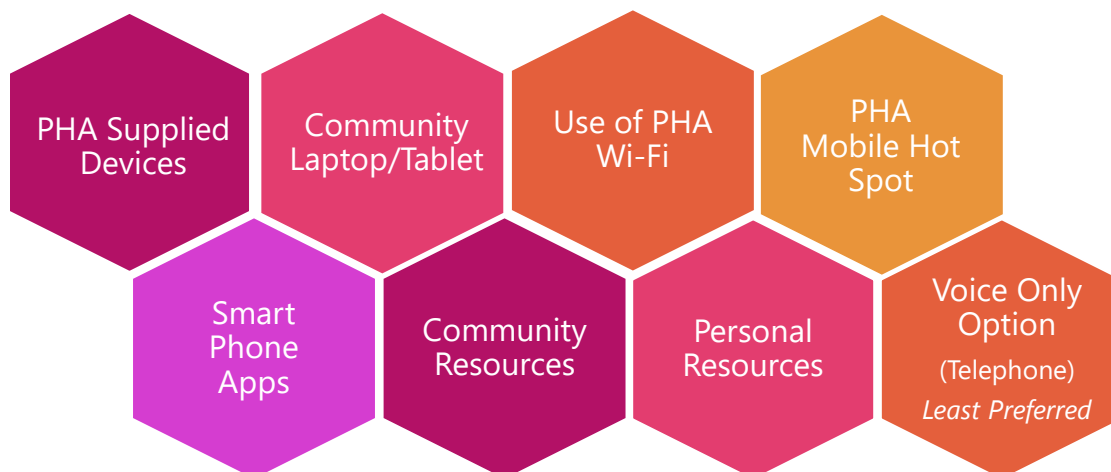 PHA Supplied
Devices
Community
Laptop/Tablet
Use of PHA
Wi-Fi
PHA
Mobile Hot
Spot
Smart
Phone
Apps
Community
Resources
Personal
Resources
Voice Only
Option
(Telephone)
Least Preferred